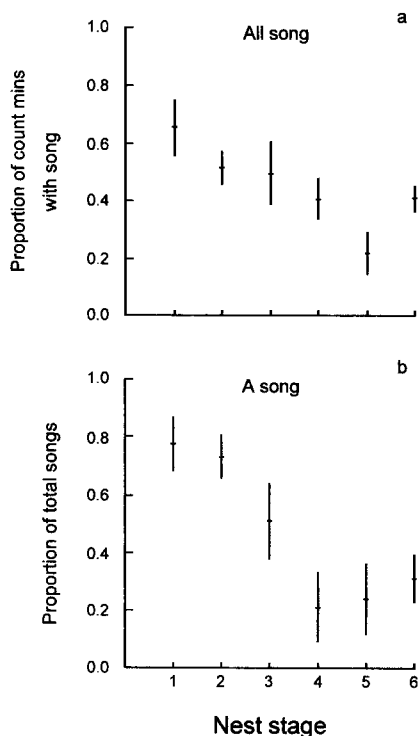 a
All song
1.0
0.8
0.6
0.4
0.2
0.0
Proportion of count mins
with song
b
A song
1.0
0.8
0.6
0.4
0.2
0.0
Proportion of total songs
1 2 3 4 5 6
Nest stage